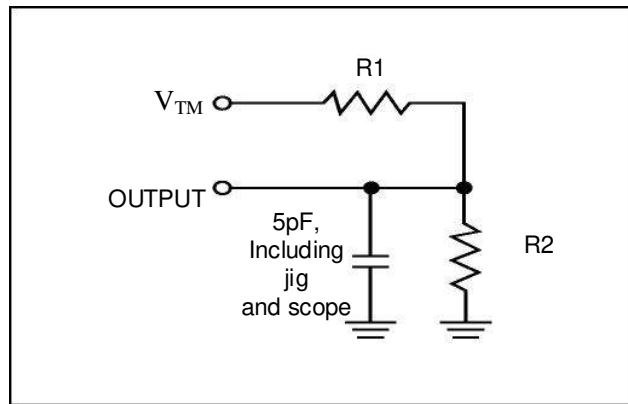 R1
VTM
OUTPUT
5pF,
Including
jig
and scope
R2